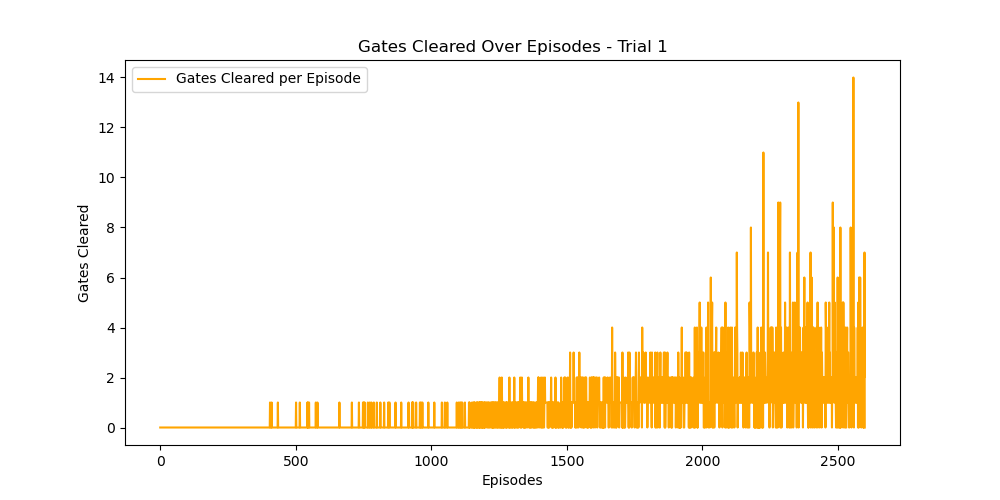 Gates Cleared Over Episodes - Trial 1
Gates Cleared per Episode
14
12
10
8
6
4
2
0
Gates Cleared
0 500 1000 1500 2000 2500
Episodes